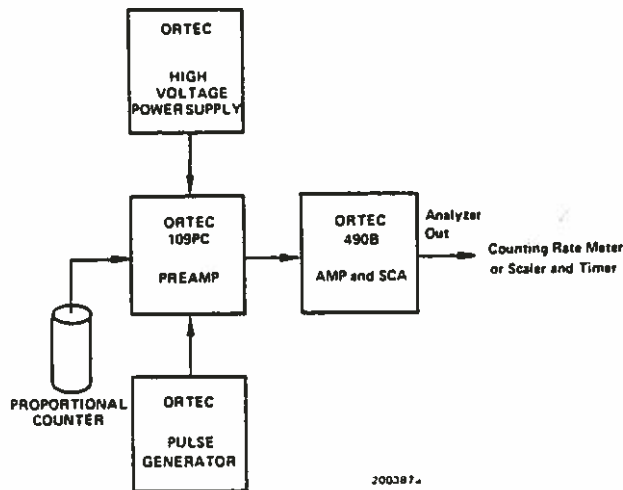 ORTEC
HIGH
VOLTAGE
POWER SUPPLY
ORTEC
109PC
PREAMP
ORTEC
490B
AMP and SCA
Analyzer
Out
Counting Rate Meter
or Scaler and Timer
PROPORTIONAL
COUNTER
ORTEC
PULSE
GENERATOR